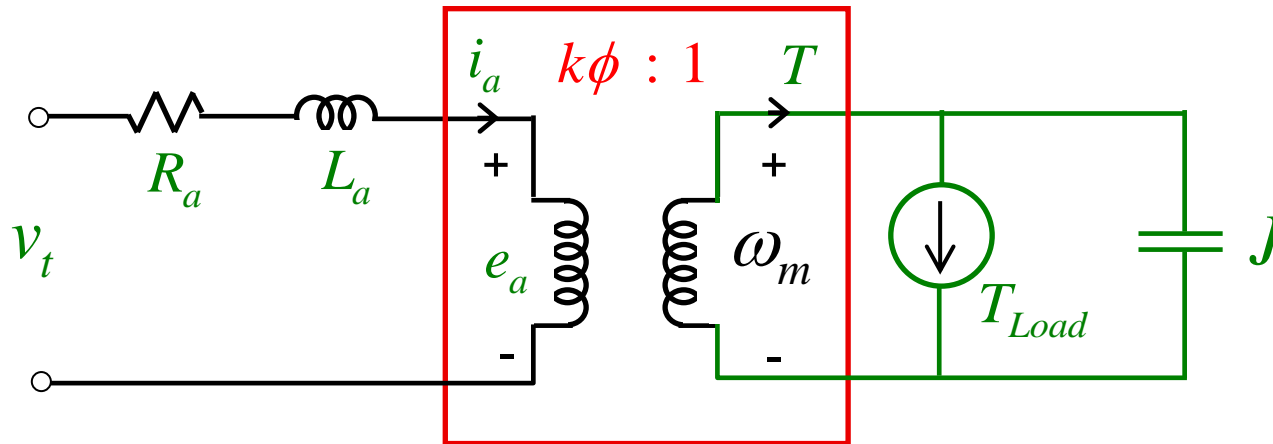 i_a kϕ : 1 T
+ +
R_a L_a
v_t e_a ω_m J
T_Load
- -